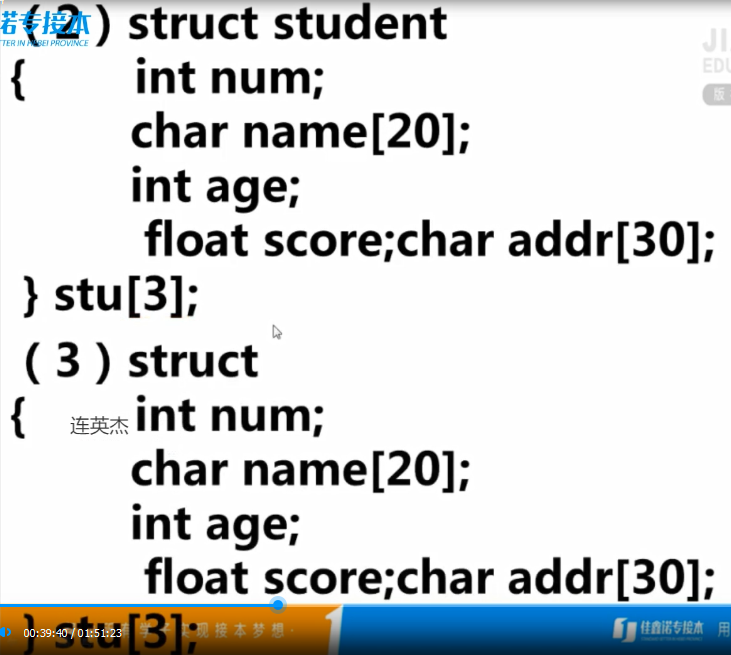 诺专接本
TTER IN HEBEI PROVINCE
（2）struct student
{ int num;
char name[20];
int age;
float score;char addr[30];
} stu[3];
（3）struct
{ 连英杰 int num;
char name[20];
int age;
float score;char addr[30];
} stu[3];
JI
EDU
版
00:39:40 / 01:51:23
实现接本梦想·
佳鑫诺专接本
用